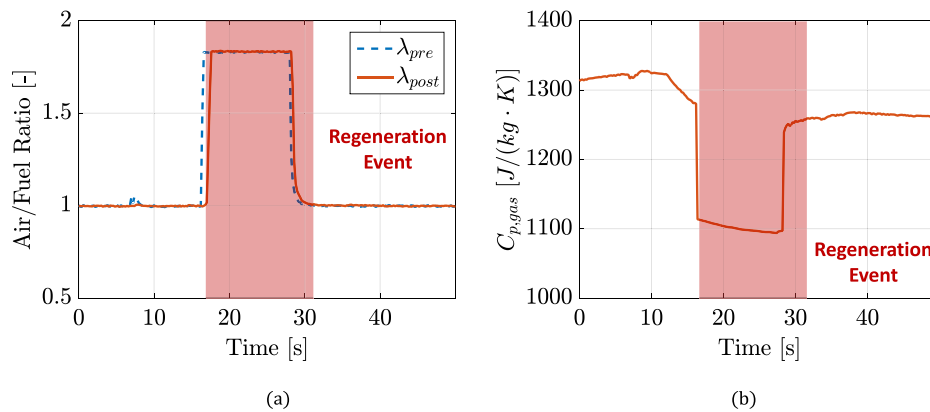 2
1.5
1
0.5
0
10
20
30
40
Air/Fuel Ratio [-]
Time [s]
λpre
λpost
Regeneration
Event
(a)
1400
1300
1200
1100
1000
0
10
20
30
40
Cp,gas [J/(kg · K)]
Time [s]
Regeneration
Event
(b)